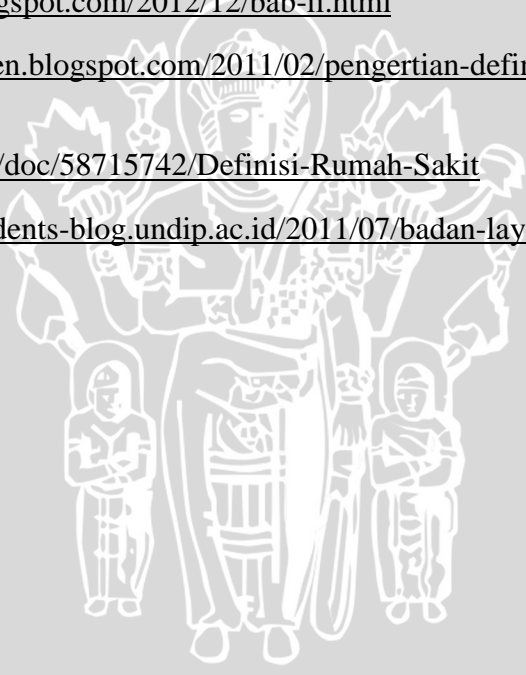 gspot.com/2012/12/bab-ii.html
en.blogspot.com/2011/02/pengertian-defin
/doc/58715742/Definisi-Rumah-Sakit
dents-blog.undip.ac.id/2011/07/badan-lay